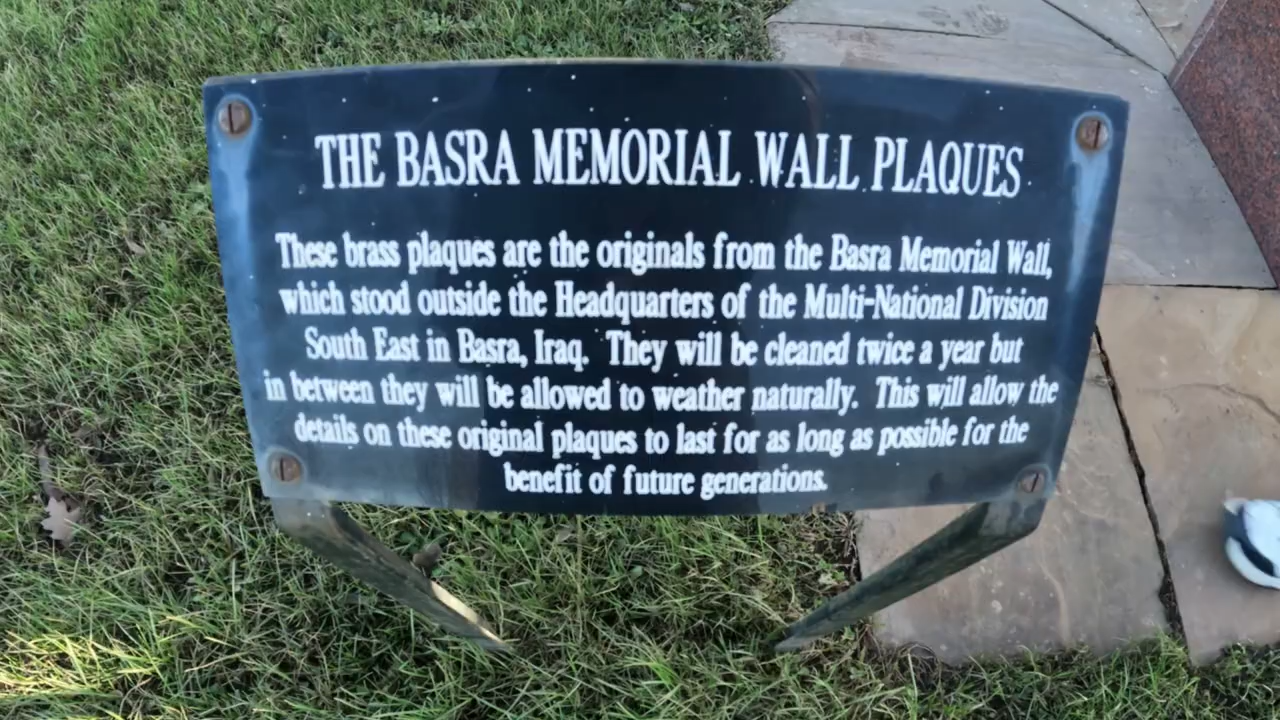 THE BASRA MEMORIAL WALL PLAQUES
These brass plaques are the originals from the Basra Memorial Wall,
which stood outside the Headquarters of the Multi-National Division
South East in Basra, Iraq. They will be cleaned twice a year but
in between they will be allowed to weather naturally. This will allow the
details on these original plaques to last for as long as possible for the
benefit of future generations.